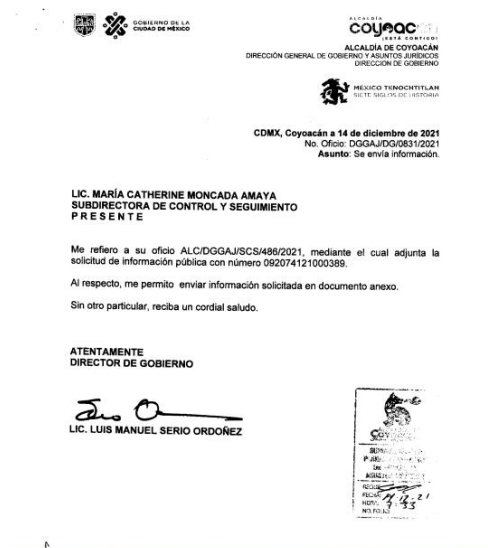 GOBIERNO DE LA
CIUDAD DE MÉXICO
ALCALDÍA
COYOACÁN
¡ESTÁ CONTIGO!
ALCALDÍA DE COYOACÁN
DIRECCIÓN GENERAL DE GOBIERNO Y ASUNTOS JURÍDICOS
DIRECCION DE GOBIERNO
MÉXICO TENOCHTITLAN
SIETE SIGLOS DE HISTORIA
CDMX, Coyoacán a 14 de diciembre de 2021
No. Oficio: DGGAJ/DG/0831/2021
Asunto: Se envía información.
LIC. MARÍA CATHERINE MONCADA AMAYA
SUBDIRECTORA DE CONTROL Y SEGUIMIENTO
P R E S E N T E
Me refiero a su oficio ALC/DGGAJ/SCS/486/2021, mediante el cual adjunta la
solicitud de información pública con número 092074121000389.
Al respecto, me permito enviar información solicitada en documento anexo.
Sin otro particular, reciba un cordial saludo.
ATENTAMENTE
DIRECTOR DE GOBIERNO
LIC. LUIS MANUEL SERIO ORDOÑEZ